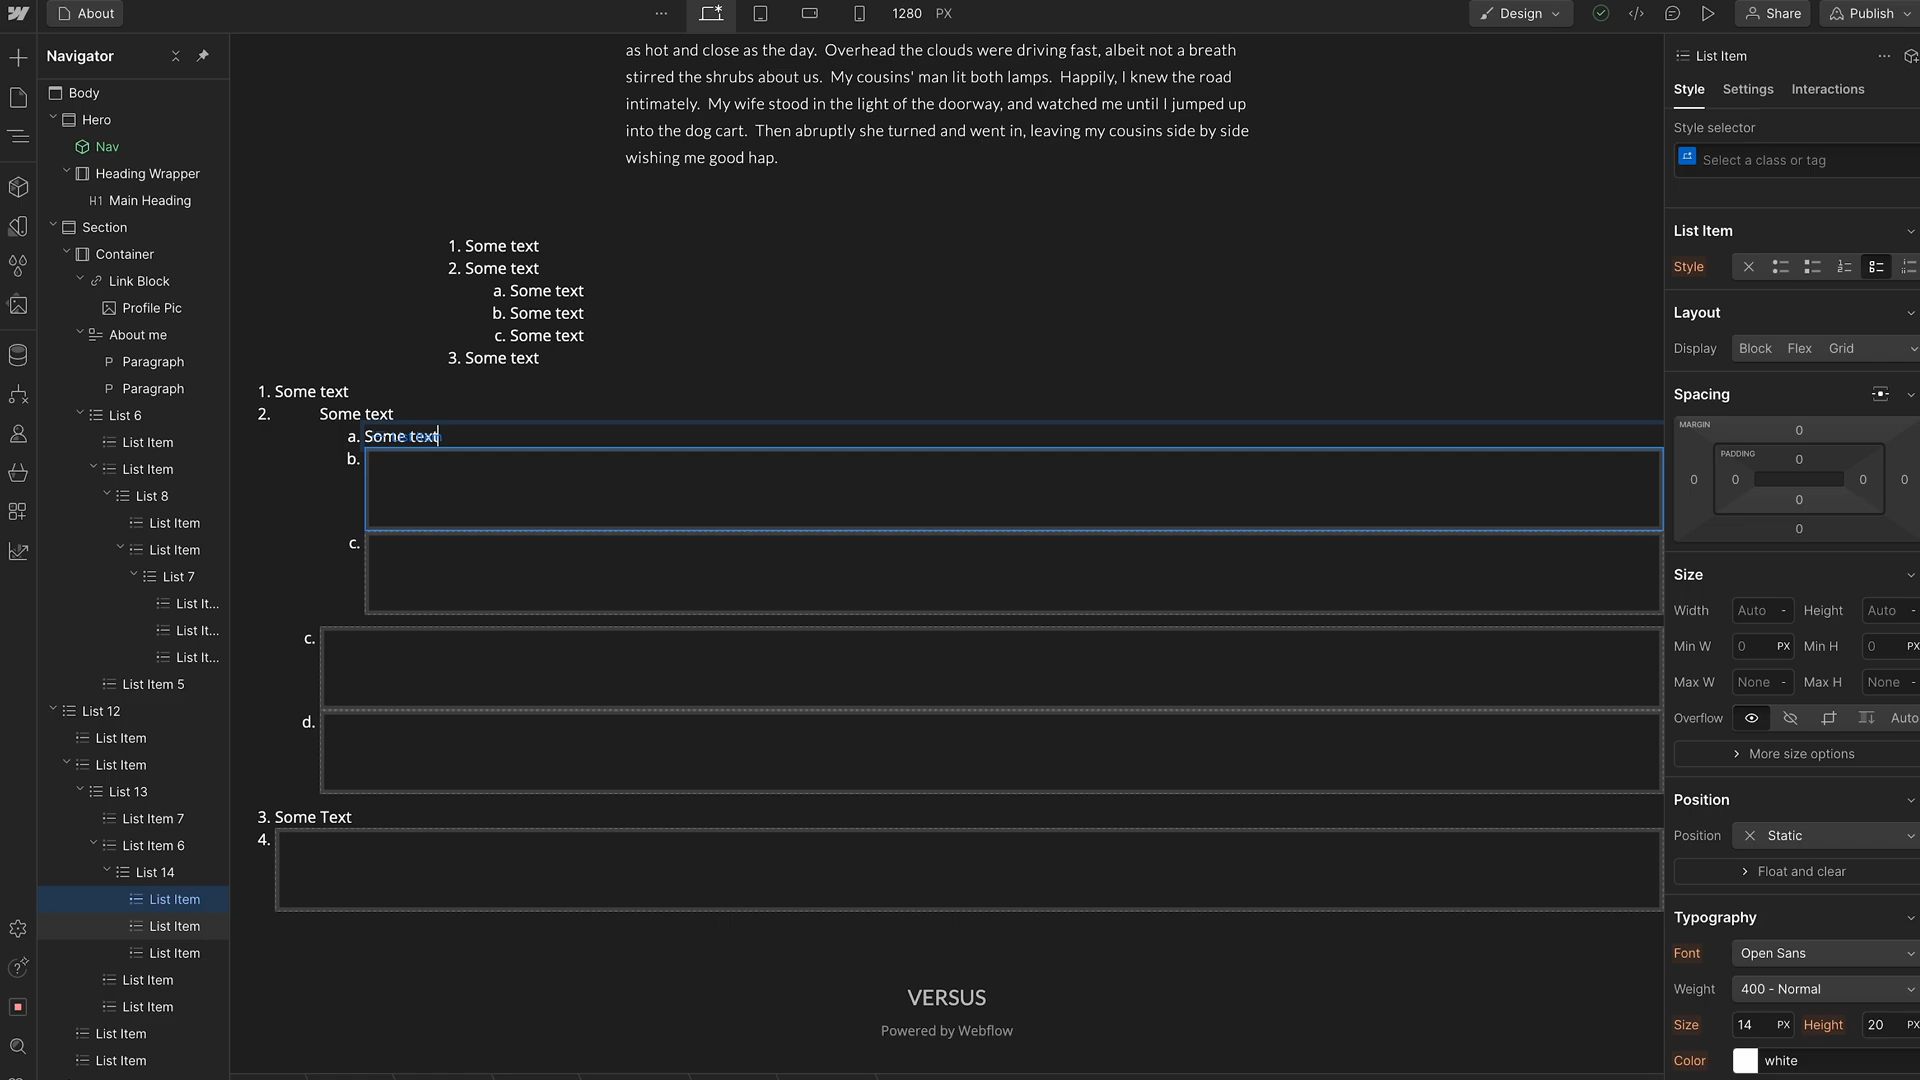 About
1280 PX
Design
Share
Publish
Navigator
Body
Hero
Nav
Heading Wrapper
H1 Main Heading
Section
Container
Link Block
Profile Pic
About me
P Paragraph
P Paragraph
List 6
List Item
List Item
List 8
List Item
List Item
List 7
List It...
List It...
List It...
List Item 5
List 12
List Item
List Item
List 13
List Item 7
List Item 6
List 14
List Item
List Item
List Item
List Item
List Item
List Item
List Item
as hot and close as the day. Overhead the clouds were driving fast, albeit not a breath
stirred the shrubs about us. My cousins' man lit both lamps. Happily, I knew the road
intimately. My wife stood in the light of the doorway, and watched me until I jumped up
into the dog cart. Then abruptly she turned and went in, leaving my cousins side by side
wishing me good hap.
1. Some text
2. Some text
a. Some text
b. Some text
c. Some text
3. Some text
1. Some text
2. Some text
a. Some text
b.
c.
c.
d.
3. Some Text
4.
VERSUS
Powered by Webflow
List Item
Style Settings Interactions
Style selector
Select a class or tag
List Item
Style
Layout
Display Block Flex Grid
Spacing
MARGIN
0
PADDING
0
0 0 0 0
0
0
Size
Width Auto - Height Auto -
Min W 0 PX Min H 0 PX
Max W None - Max H None -
Overflow Auto
More size options
Position
Position Static
Float and clear
Typography
Font Open Sans
Weight 400 - Normal
Size 14 PX Height 20 PX
Color white